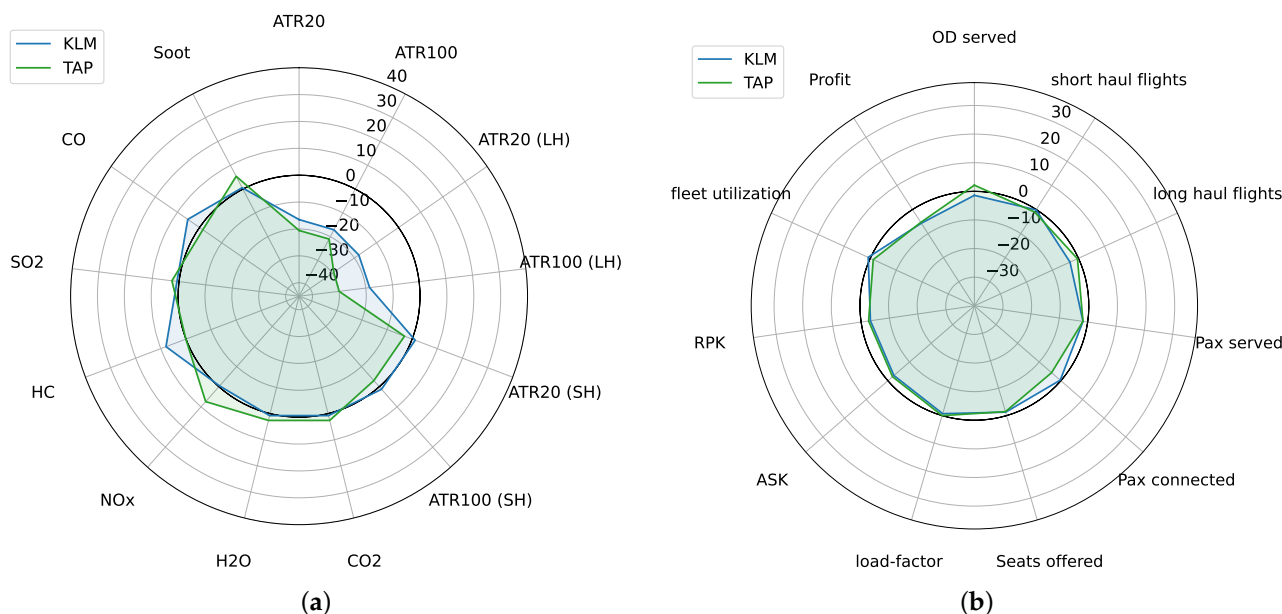 KLM
TAP
ATR20
ATR100
ATR20 (LH)
ATR100 (LH)
ATR20 (SH)
ATR100 (SH)
CO2
H2O
NOx
HC
SO2
CO
Soot
40
30
20
10
0
−10
−20
−30
−40
(a)
KLM
TAP
OD served
short haul flights
long haul flights
Pax served
Pax connected
Seats offered
load-factor
ASK
RPK
fleet utilization
Profit
30
20
10
0
−10
−20
−30
(b)